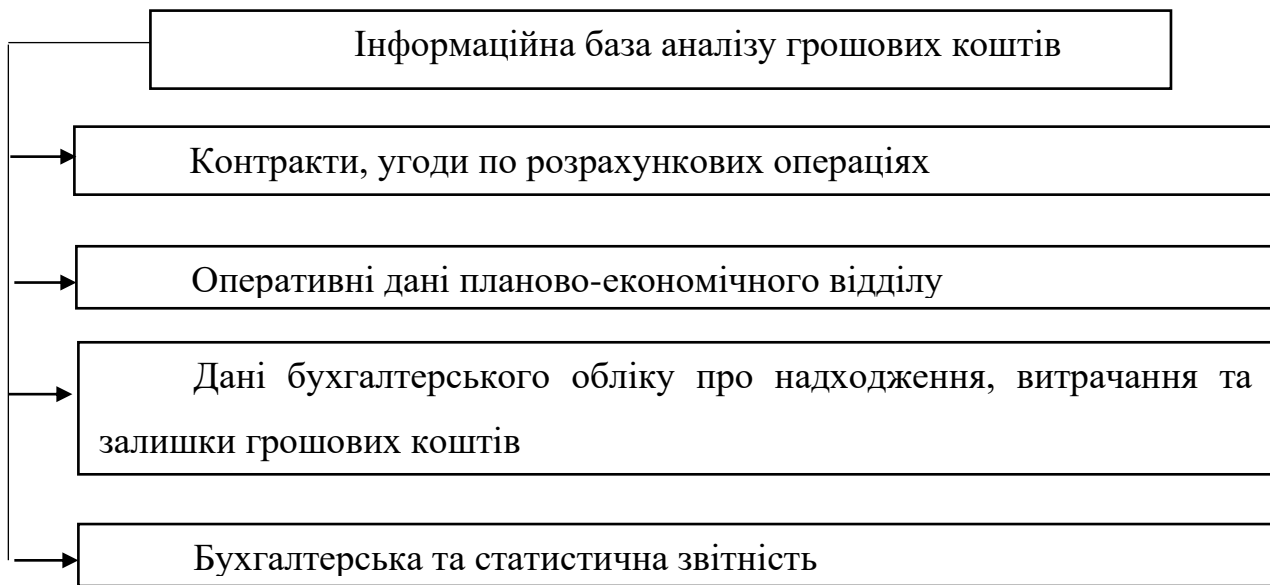 Інформаційна база аналізу грошових коштів
Контракти, угоди по розрахункових операціях
Оперативні дані планово-економічного відділу
Дані бухгалтерського обліку про надходження, витрачання та
залишки грошових коштів
Бухгалтерська та статистична звітність